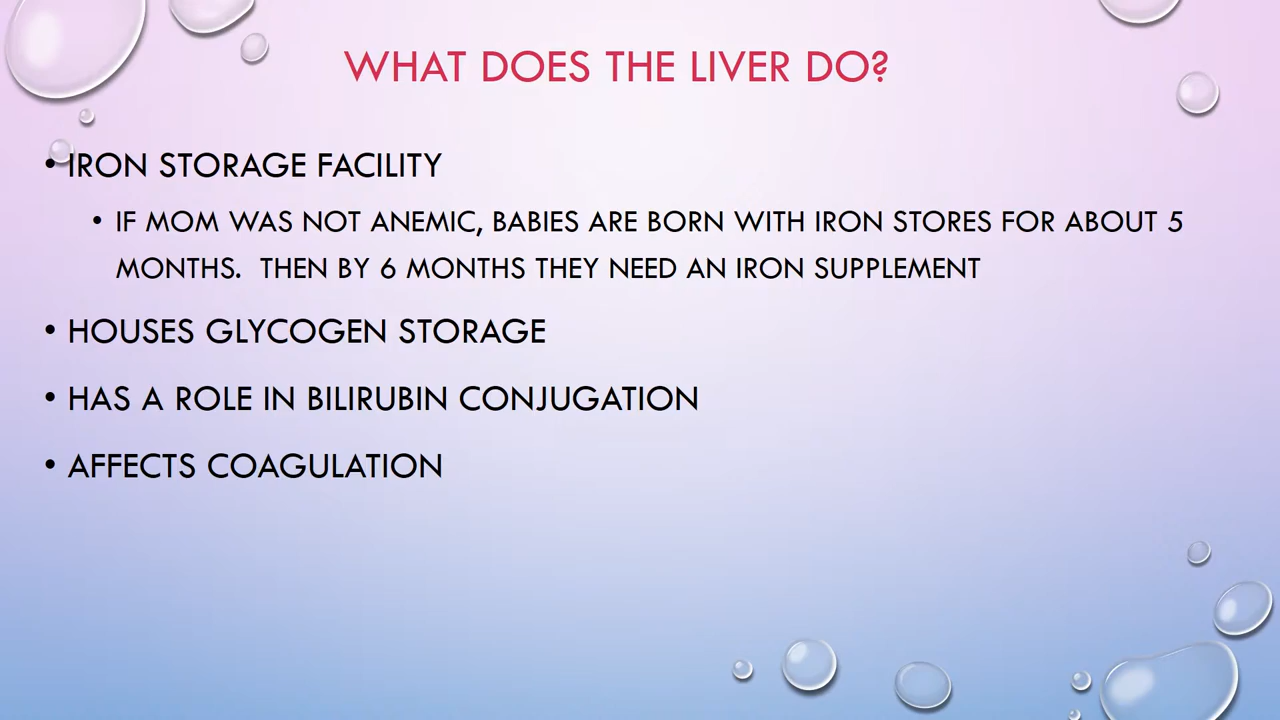 WHAT DOES THE LIVER DO?
• IRON STORAGE FACILITY
• IF MOM WAS NOT ANEMIC, BABIES ARE BORN WITH IRON STORES FOR ABOUT 5
MONTHS.  THEN BY 6 MONTHS THEY NEED AN IRON SUPPLEMENT
• HOUSES GLYCOGEN STORAGE
• HAS A ROLE IN BILIRUBIN CONJUGATION
• AFFECTS COAGULATION